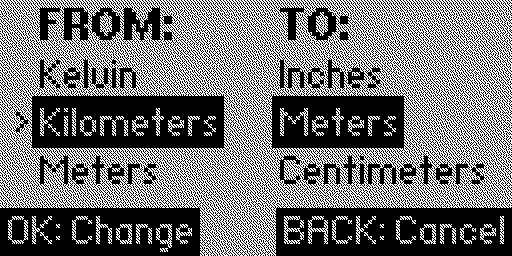 FROM: TO:
Kelvin Inches
>Kilometers Meters
Meters Centimeters
OK: Change BACK: Cancel